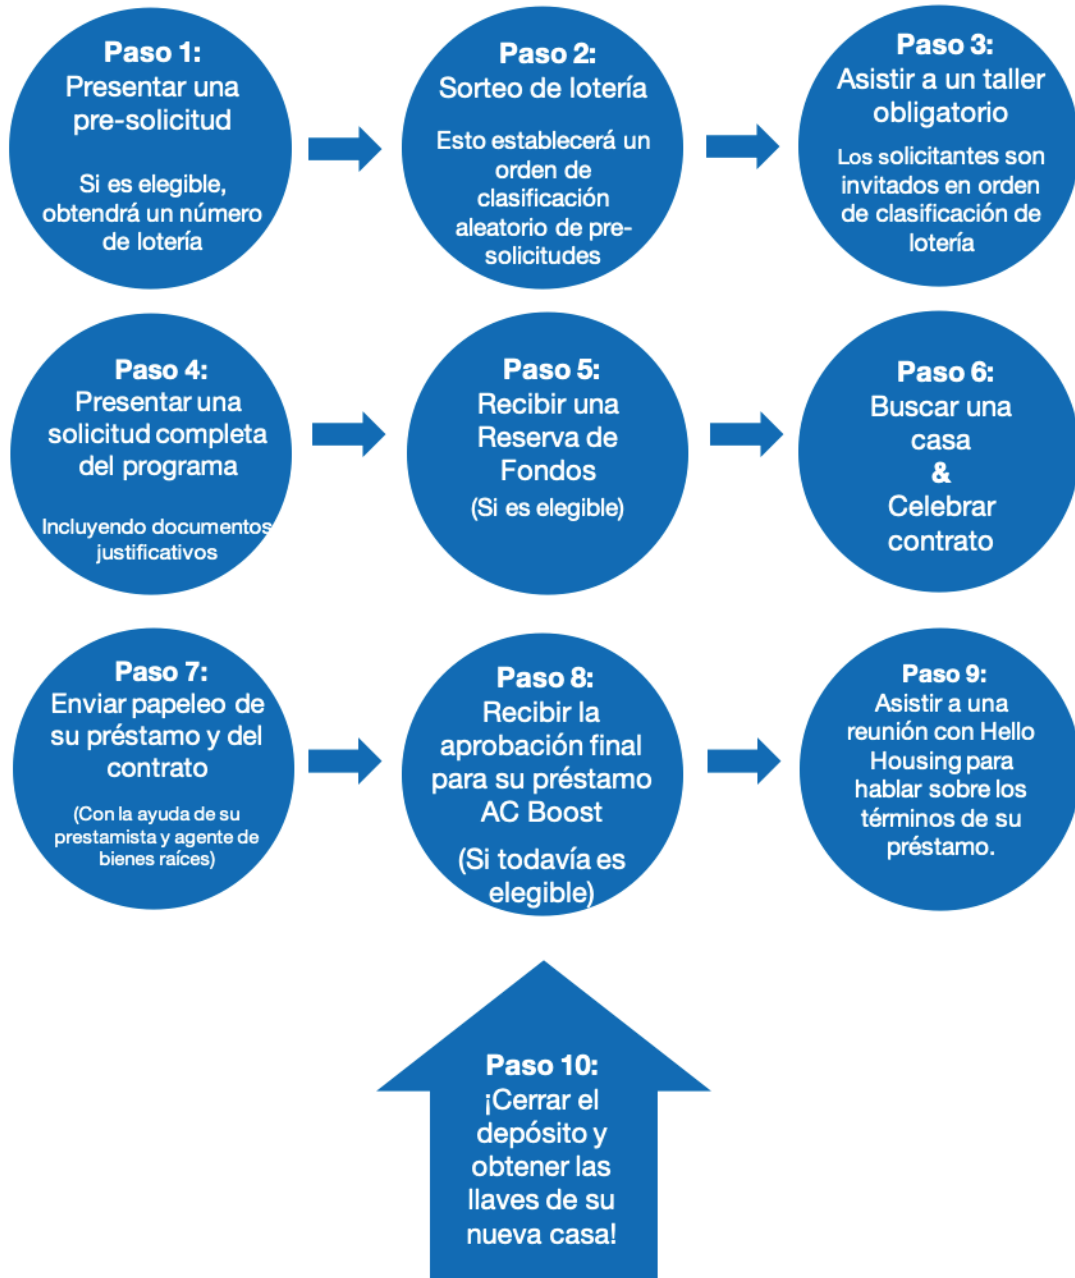 Paso 1:
Presentar una
pre-solicitud
Si es elegible,
obtendrá un número
de lotería
Paso 2:
Sorteo de lotería
Esto establecerá un
orden de
clasificación
aleatorio de pre-
solicitudes
Paso 3:
Asistir a un taller
obligatorio
Los solicitantes son
invitados en orden
de clasificación de
lotería
Paso 4:
Presentar una
solicitud completa
del programa
Incluyendo documentos
justificativos
Paso 5:
Recibir una
Reserva de
Fondos
(Si es elegible)
Paso 6:
Buscar una
casa
&
Celebrar
contrato
Paso 7:
Enviar papeleo de
su préstamo y del
contrato
(Con la ayuda de su
prestamista y agente de
bienes raíces)
Paso 8:
Recibir la
aprobación final
para su préstamo
AC Boost
(Si todavía es
elegible)
Paso 9:
Asistir a una
reunión con Hello
Housing para
hablar sobre los
términos de su
préstamo.
Paso 10:
¡Cerrar el
depósito y
obtener las
llaves de su
nueva casa!